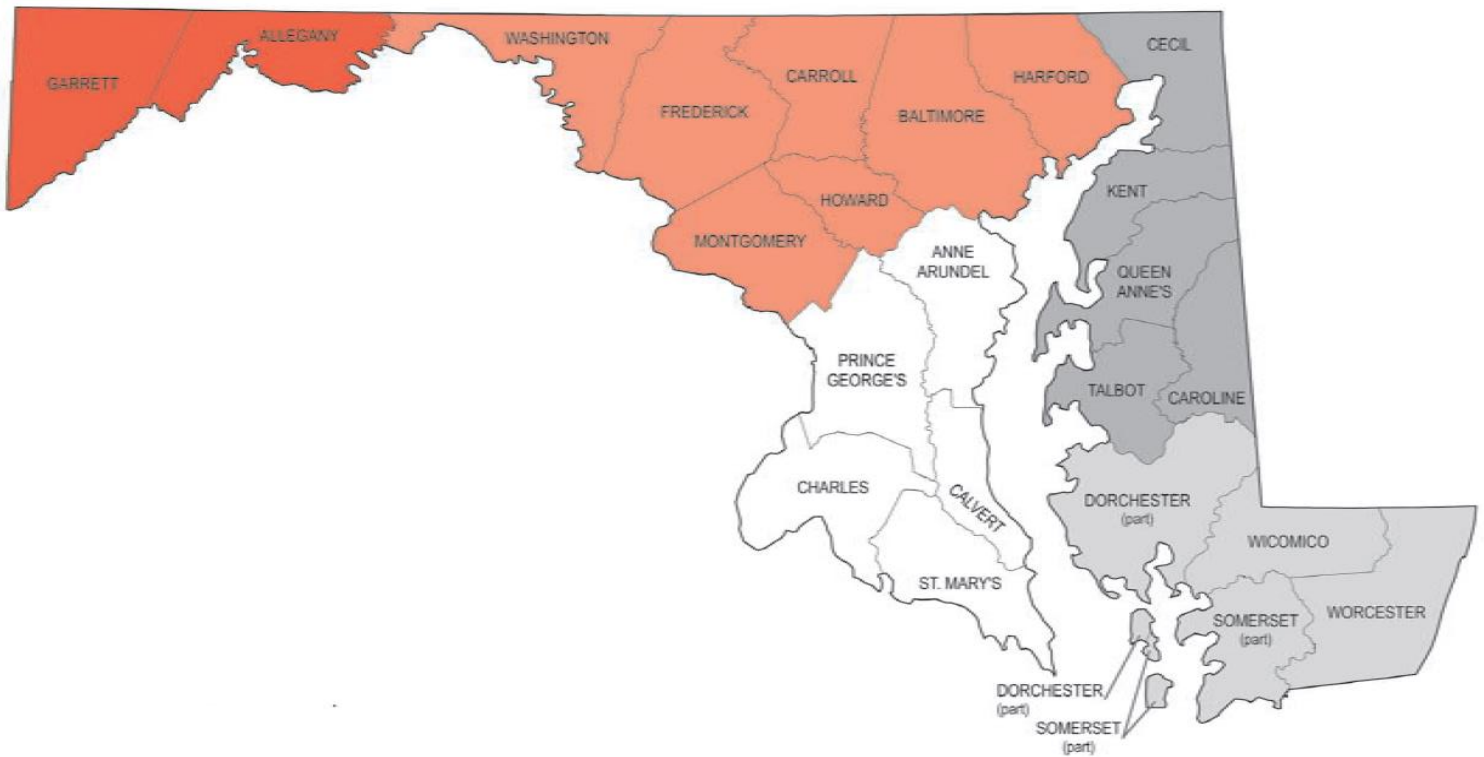 GARRETT
ALLEGANY
WASHINGTON
FREDERICK
CARROLL
BALTIMORE
HARFORD
CECIL
KENT
HOWARD
MONTGOMERY
ANNE
ARUNDEL
QUEEN
ANNE'S
PRINCE
GEORGE'S
TALBOT
CAROLINE
CHARLES
CALVERT
DORCHESTER
(part)
WICOMICO
ST. MARY'S
SOMERSET
(part)
WORCESTER
DORCHESTER
(part)
SOMERSET
(part)